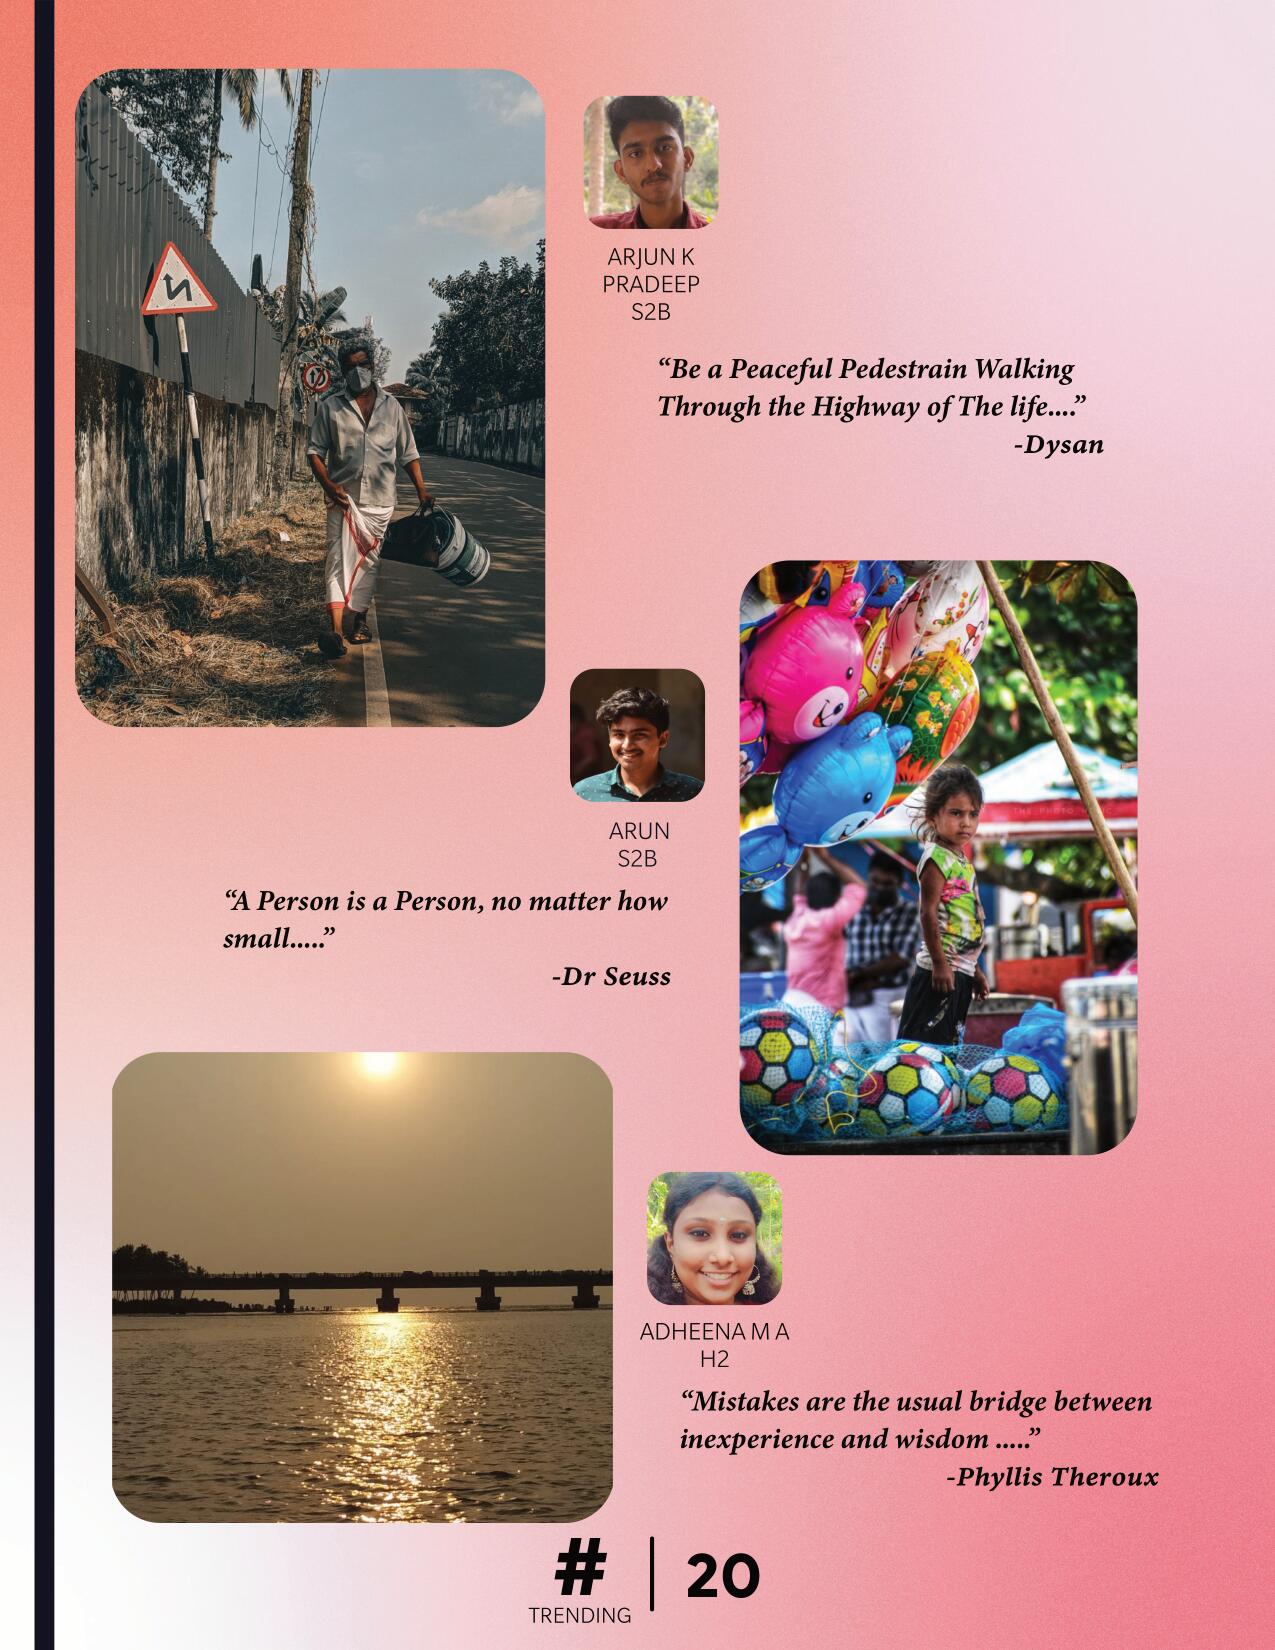 ARJUN K
PRADEEP
S2B
“Be a Peaceful Pedestrain Walking
Through the Highway of The life....”
-Dysan
ARUN
S2B
“A Person is a Person, no matter how
small.....”
-Dr Seuss
THE PHOTO
ADHEENA M A
H2
“Mistakes are the usual bridge between
inexperience and wisdom .....”
-Phyllis Theroux
# | 20
TRENDING